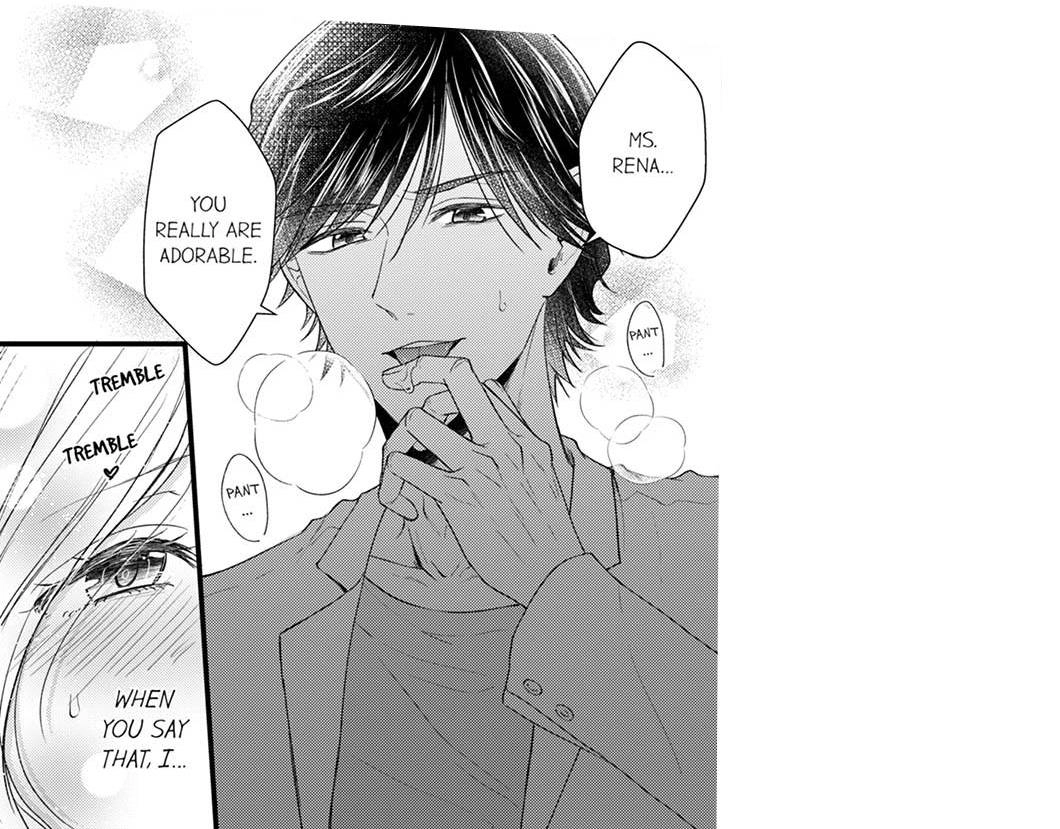 MS.
RENA...
YOU
REALLY ARE
ADORABLE.
PANT
...
PANT
...
TREMBLE
TREMBLE
WHEN
YOU SAY
THAT, I...